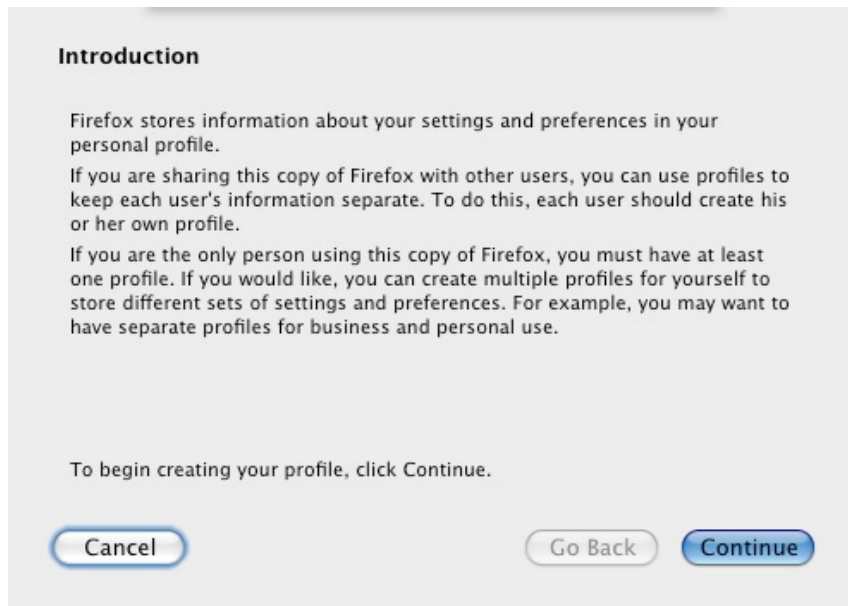 Introduction
Firefox stores information about your settings and preferences in your
personal profile.
If you are sharing this copy of Firefox with other users, you can use profiles to
keep each user's information separate. To do this, each user should create his
or her own profile.
If you are the only person using this copy of Firefox, you must have at least
one profile. If you would like, you can create multiple profiles for yourself to
store different sets of settings and preferences. For example, you may want to
have separate profiles for business and personal use.
To begin creating your profile, click Continue.
Cancel Go Back Continue